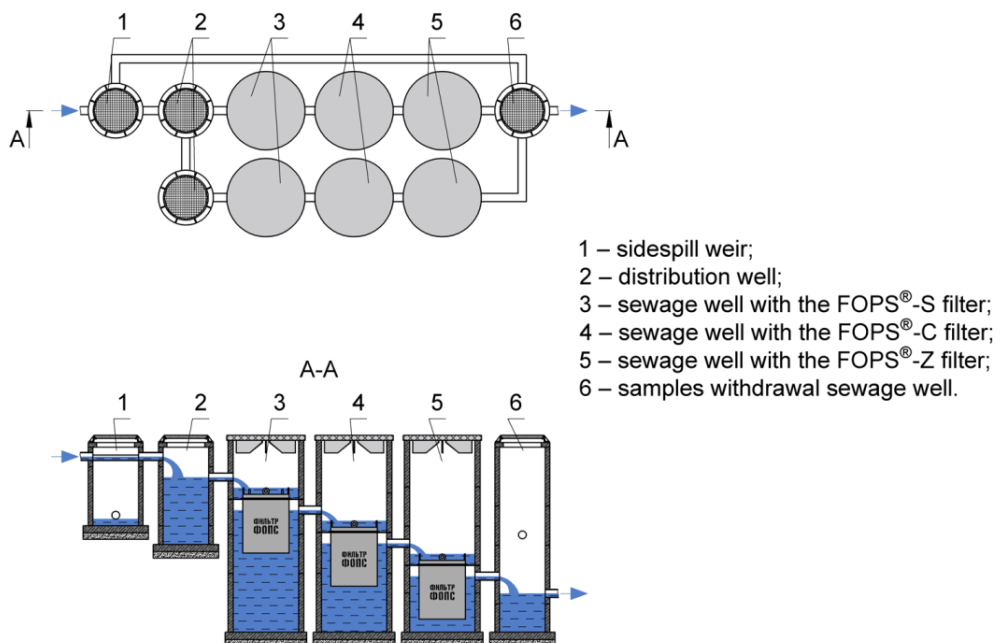 1 2 3 4 5 6
A A
1 – sidespill weir;
2 – distribution well;
3 – sewage well with the FOPS®-S filter;
4 – sewage well with the FOPS®-C filter;
5 – sewage well with the FOPS®-Z filter;
6 – samples withdrawal sewage well.
A-A
1 2 3 4 5 6
ФИЛЬТР
ФОПС
ФИЛЬТР
ФОПС
ФИЛЬТР
ФОПС